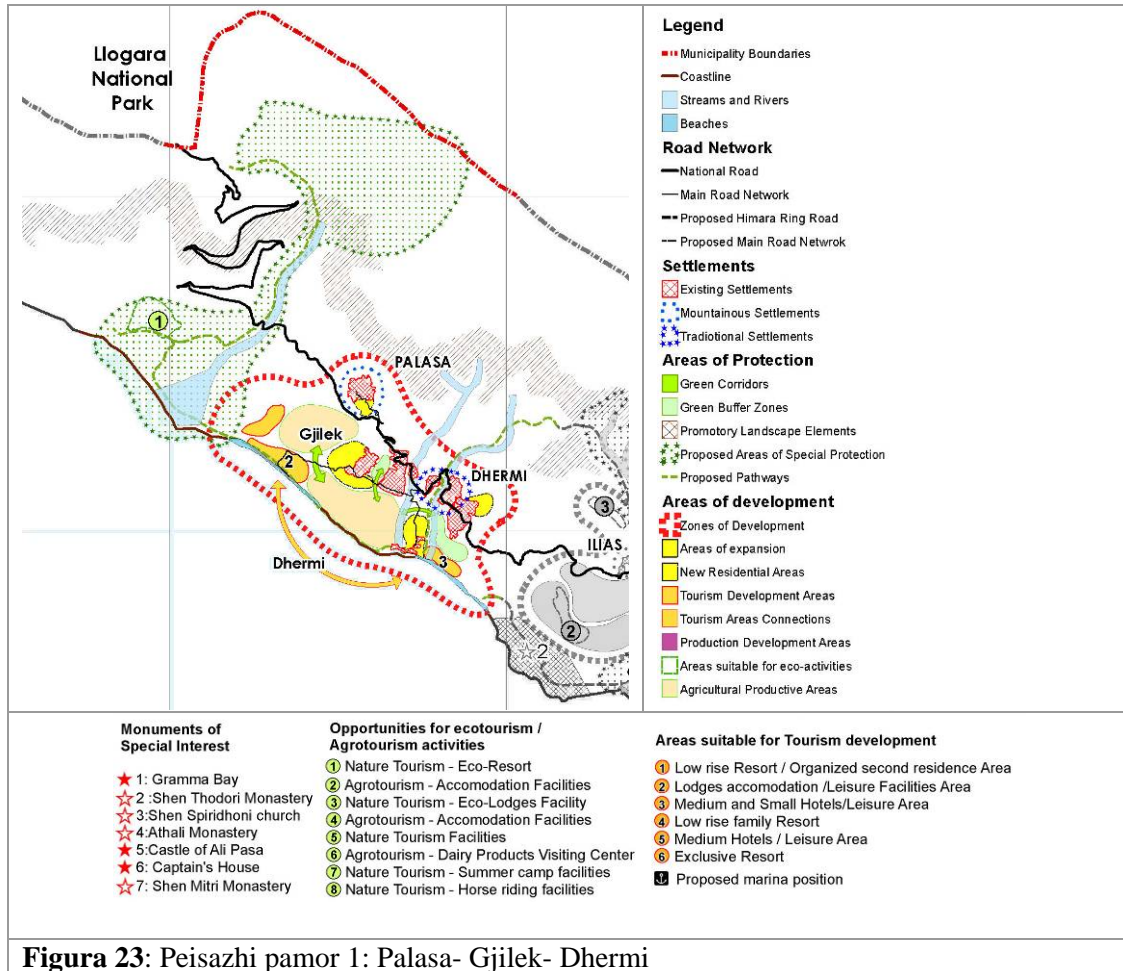 Llogara
National
Park
1
PALASA
Gjilek
2
DHERMI
3
ILIAS
Dhermi
3
2
2
Legend
Municipality Boundaries
Coastline
Streams and Rivers
Beaches
Road Network
National Road
Main Road Network
Proposed Himara Ring Road
Proposed Main Road Netwrok
Settlements
Existing Settlements
Mountainous Settlements
Tradiotional Settlements
Areas of Protection
Green Corridors
Green Buffer Zones
Promotory Landscape Elements
Proposed Areas of Special Protection
Proposed Pathways
Areas of development
Zones of Development
Areas of expansion
New Residential Areas
Tourism Development Areas
Tourism Areas Connections
Production Development Areas
Areas suitable for eco-activities
Agricultural Productive Areas
Monuments of
Special Interest
1: Gramma Bay
2 :Shen Thodori Monastery
3:Shen Spiridhoni church
4:Athali Monastery
5:Castle of Ali Pasa
6: Captain's House
7: Shen Mitri Monastery
Opportunities for ecotourism /
Agrotourism activities
1 Nature Tourism - Eco-Resort
2 Agrotourism - Accomodation Facilities
3 Nature Tourism - Eco-Lodges Facility
4 Agrotourism - Accomodation Facilities
5 Nature Tourism Facilities
6 Agrotourism - Dairy Products Visiting Center
7 Nature Tourism - Summer camp facilities
8 Nature Tourism - Horse riding facilities
Areas suitable for Tourism development
1 Low rise Resort / Organized second residence Area
2 Lodges accomodation /Leisure Facilities Area
3 Medium and Small Hotels/Leisure Area
4 Low rise family Resort
5 Medium Hotels / Leisure Area
6 Exclusive Resort
Proposed marina position
Figura 23: Peisazhi pamor 1: Palasa- Gjilek- Dhermi